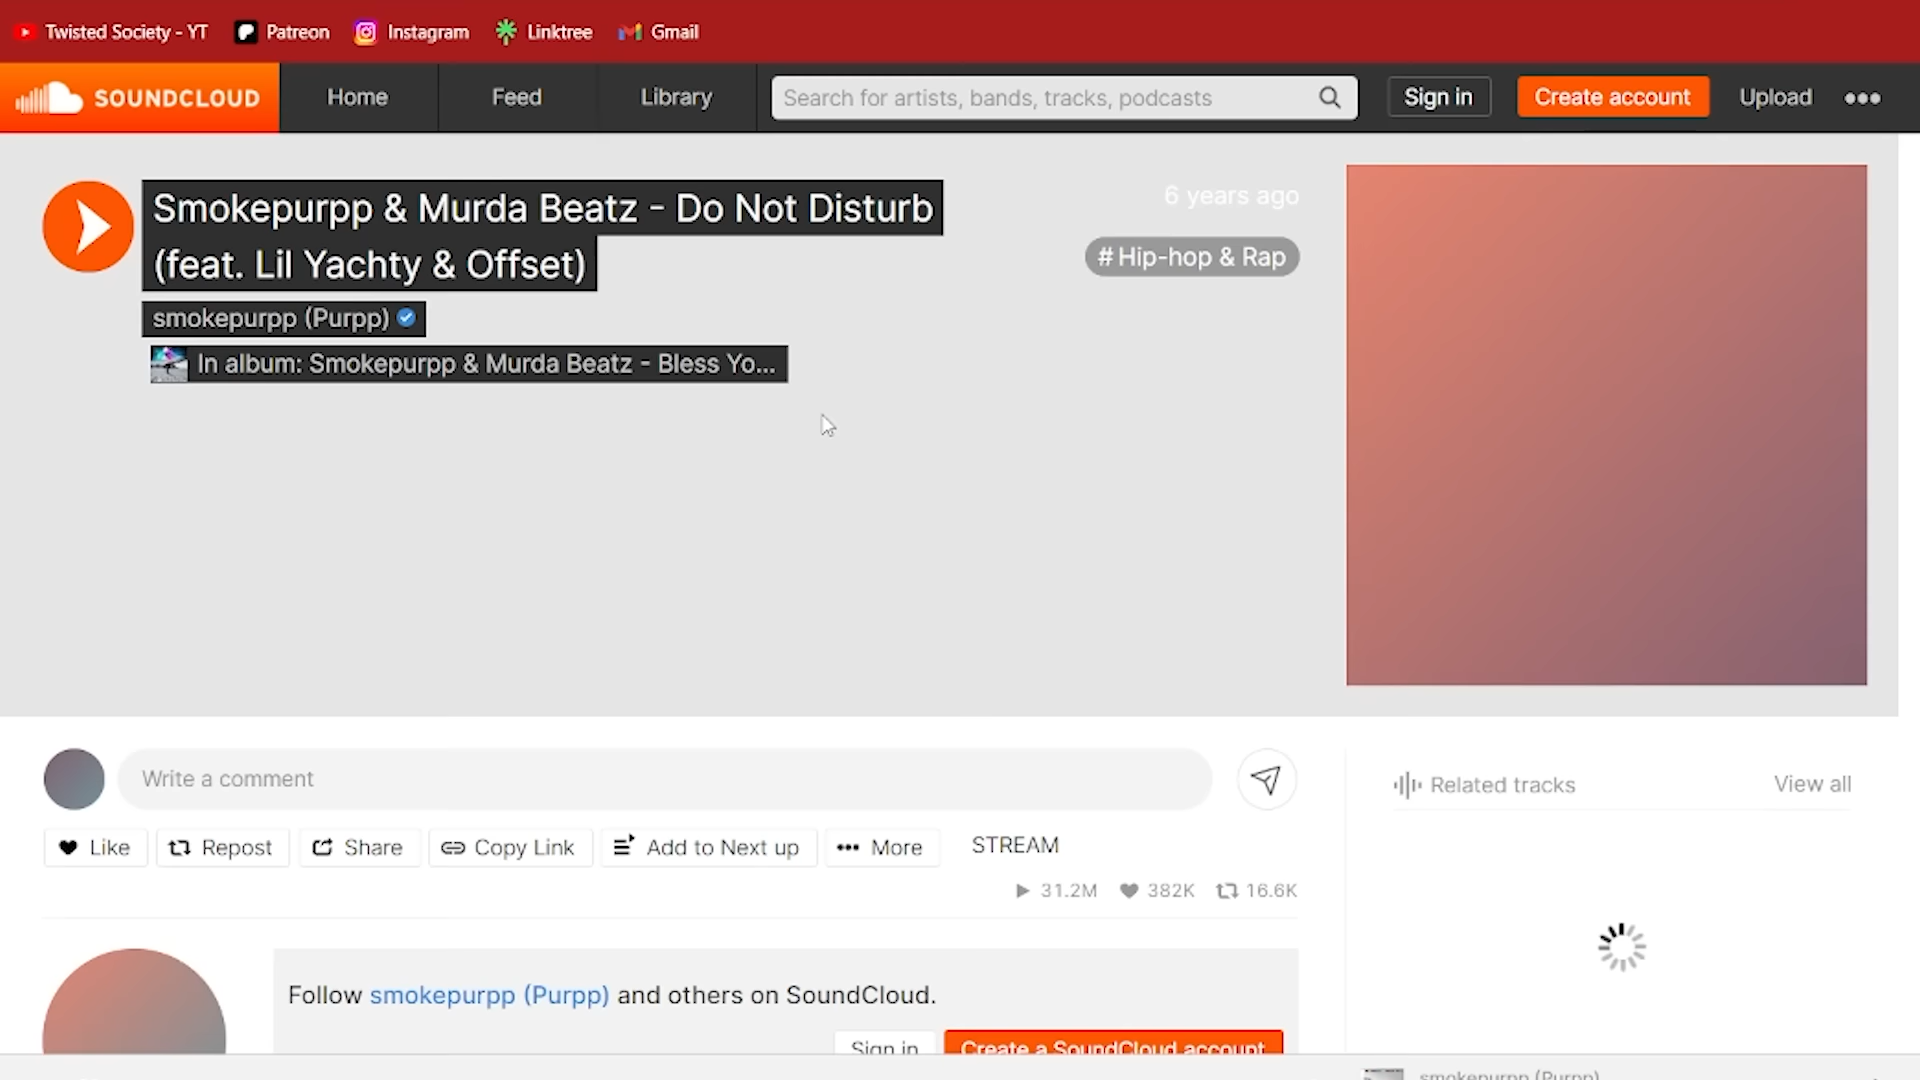 Twisted Society - YT Patreon Instagram Linktree Gmail
SOUNDCLOUD Home Feed Library Search for artists, bands, tracks, podcasts Sign in Create account Upload
Smokepurpp & Murda Beatz - Do Not Disturb
(feat. Lil Yachty & Offset)
6 years ago
# Hip-hop & Rap
smokepurpp (Purpp)
In album: Smokepurpp & Murda Beatz - Bless Yo...
Write a comment
Related tracks View all
Like Repost Share Copy Link Add to Next up More STREAM
31.2M 382K 16.6K
Follow smokepurpp (Purpp) and others on SoundCloud.
Sign in Create a SoundCloud account
smokepurpp (Purpp)